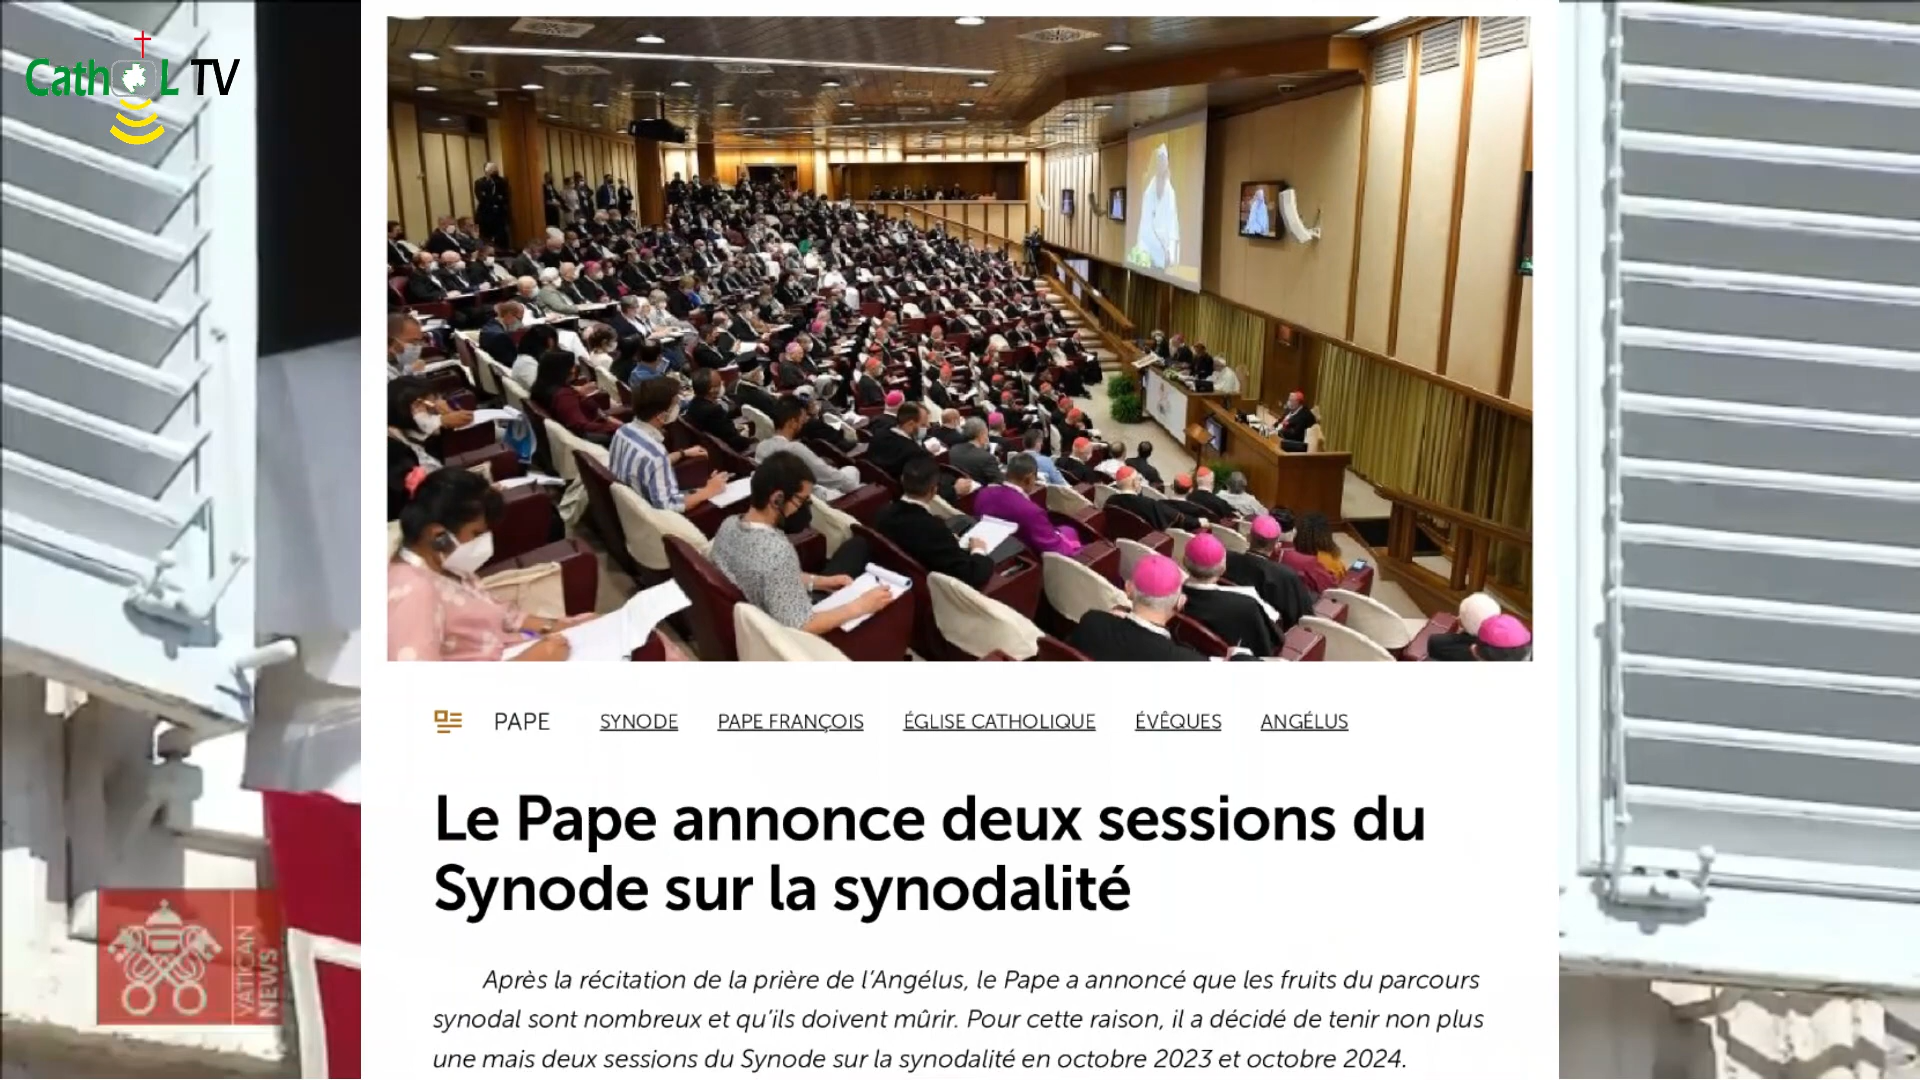 CathoL TV
PAPE SYNODE PAPE FRANÇOIS ÉGLISE CATHOLIQUE ÉVÊQUES ANGÉLUS
Le Pape annonce deux sessions du
Synode sur la synodalité
Après la récitation de la prière de l'Angélus, le Pape a annoncé que les fruits du parcours
synodal sont nombreux et qu'ils doivent mûrir. Pour cette raison, il a décidé de tenir non plus
une mais deux sessions du Synode sur la synodalité en octobre 2023 et octobre 2024.
VATICAN
NEWS